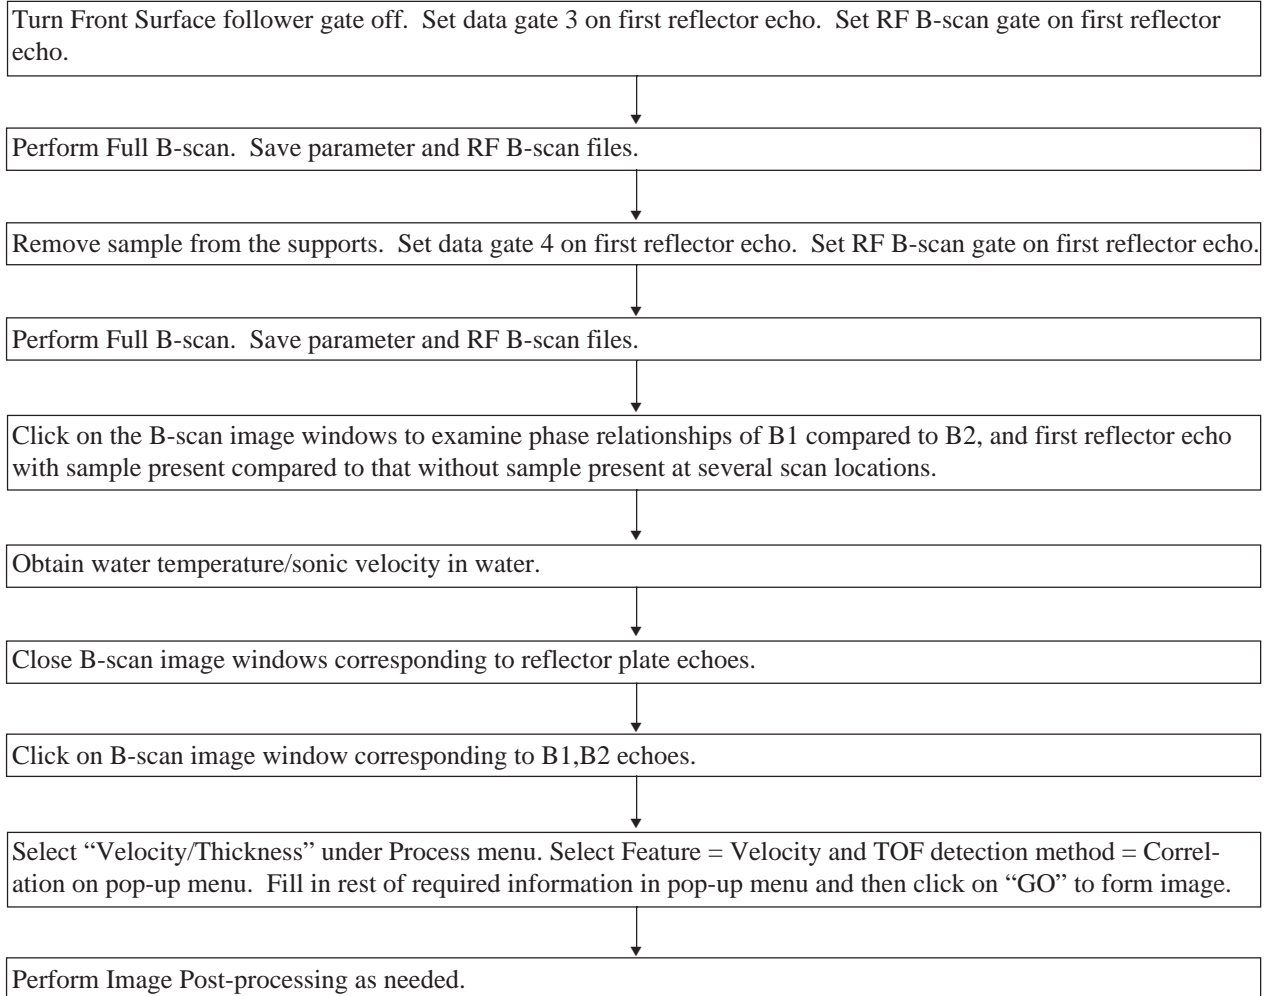 Turn Front Surface follower gate off.  Set data gate 3 on first reflector echo.  Set RF B-scan gate on first reflector
echo.
Perform Full B-scan.  Save parameter and RF B-scan files.
Remove sample from the supports.  Set data gate 4 on first reflector echo.  Set RF B-scan gate on first reflector echo.
Perform Full B-scan.  Save parameter and RF B-scan files.
Click on the B-scan image windows to examine phase relationships of B1 compared to B2, and first reflector echo
with sample present compared to that without sample present at several scan locations.
Obtain water temperature/sonic velocity in water.
Close B-scan image windows corresponding to reflector plate echoes.
Click on B-scan image window corresponding to B1,B2 echoes.
Select “Velocity/Thickness” under Process menu. Select Feature = Velocity and TOF detection method = Correl-
ation on pop-up menu.  Fill in rest of required information in pop-up menu and then click on “GO” to form image.
Perform Image Post-processing as needed.